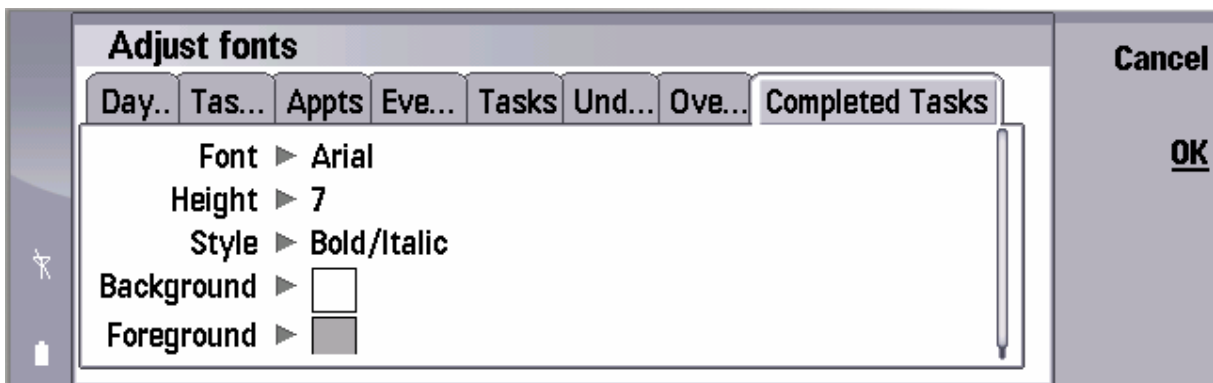 Adjust fonts
Cancel
Day.. Tas... Appts Eve... Tasks Und... Ove... Completed Tasks
Font Arial
OK
Height 7
Style Bold/Italic
Background
Foreground